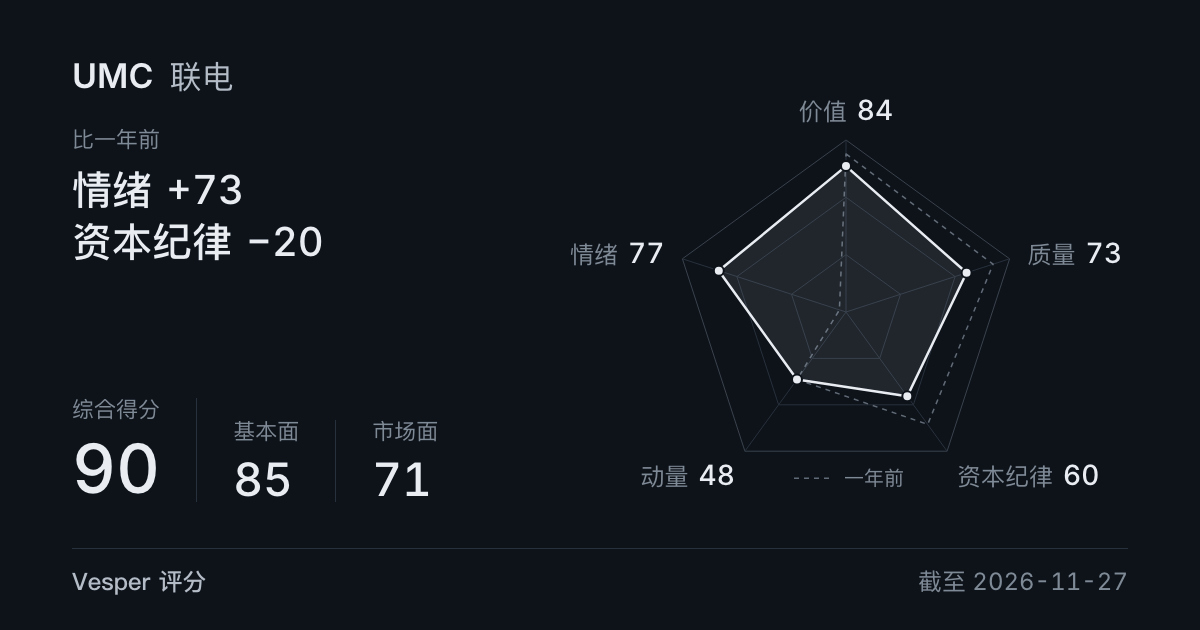 UMC 联电
比一年前
情绪 +73
资本纪律 −20
综合得分
90
基本面
85
市场面
71
价值 84
情绪 77
质量 73
动量 48
一年前
资本纪律 60
Vesper 评分
截至 2026-11-27